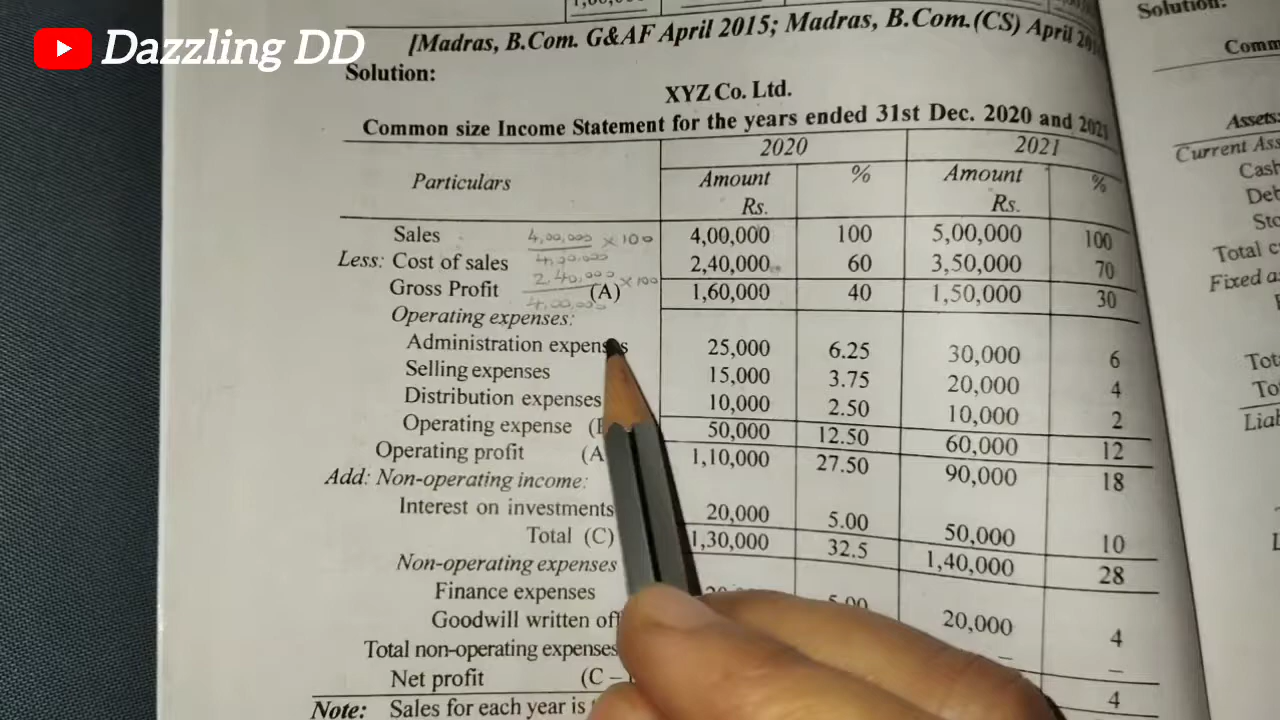 Dazzling DD
[Madras, B.Com. G&AF April 2015; Madras, B.Com.(CS) April
Solution:
XYZ Co. Ltd.
Common size Income Statement for the years ended 31st Dec. 2020 and 2021
Particulars 2020 2021
Amount Rs. % Amount Rs. %
Sales 4,00,000 / 4,00,000 × 100 4,00,000 100 5,00,000 100
Less: Cost of sales 2,40,000 / 4,00,000 × 100 2,40,000 60 3,50,000 70
Gross Profit (A) 1,60,000 40 1,50,000 30
Operating expenses:
Administration expenses 25,000 6.25 30,000 6
Selling expenses 15,000 3.75 20,000 4
Distribution expenses 10,000 2.50 10,000 2
Operating expense 50,000 12.50 60,000 12
Operating profit (A 1,10,000 27.50 90,000 18
Add: Non-operating income:
Interest on investments 20,000 5.00 50,000 10
Total (C) 1,30,000 32.5 1,40,000 28
Non-operating expenses
Finance expenses 5.00 20,000 4
Goodwill written off – –
Total non-operating expenses 4
Net profit (C –
Note: Sales for each year is
Solution:
Comm
Assets:
Current Ass
Cash
Deb
Sto
Total c
Fixed a
Tot
To
Liab